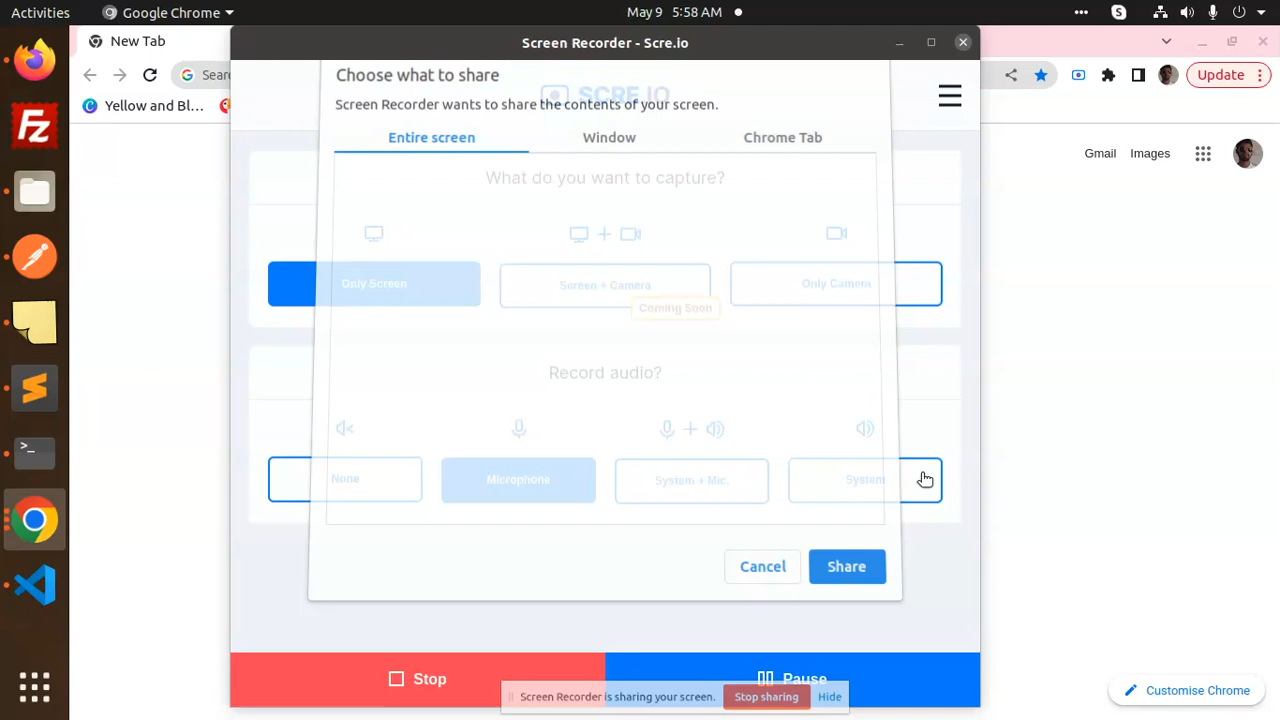 Activities
Google Chrome
May 9 5:58 AM
New Tab
Screen Recorder - Scre.io
Sear
Update
Yellow and Bl...
Choose what to share
SCRE.IO
Screen Recorder wants to share the contents of your screen.
Entire screen
Window
Chrome Tab
Gmail
Images
What do you want to capture?
Only Screen
Screen + Camera
Only Camera
Coming Soon
Record audio?
None
Microphone
System + Mic.
System
Cancel
Share
Stop
Pause
Screen Recorder is sharing your screen.
Stop sharing
Hide
Customise Chrome